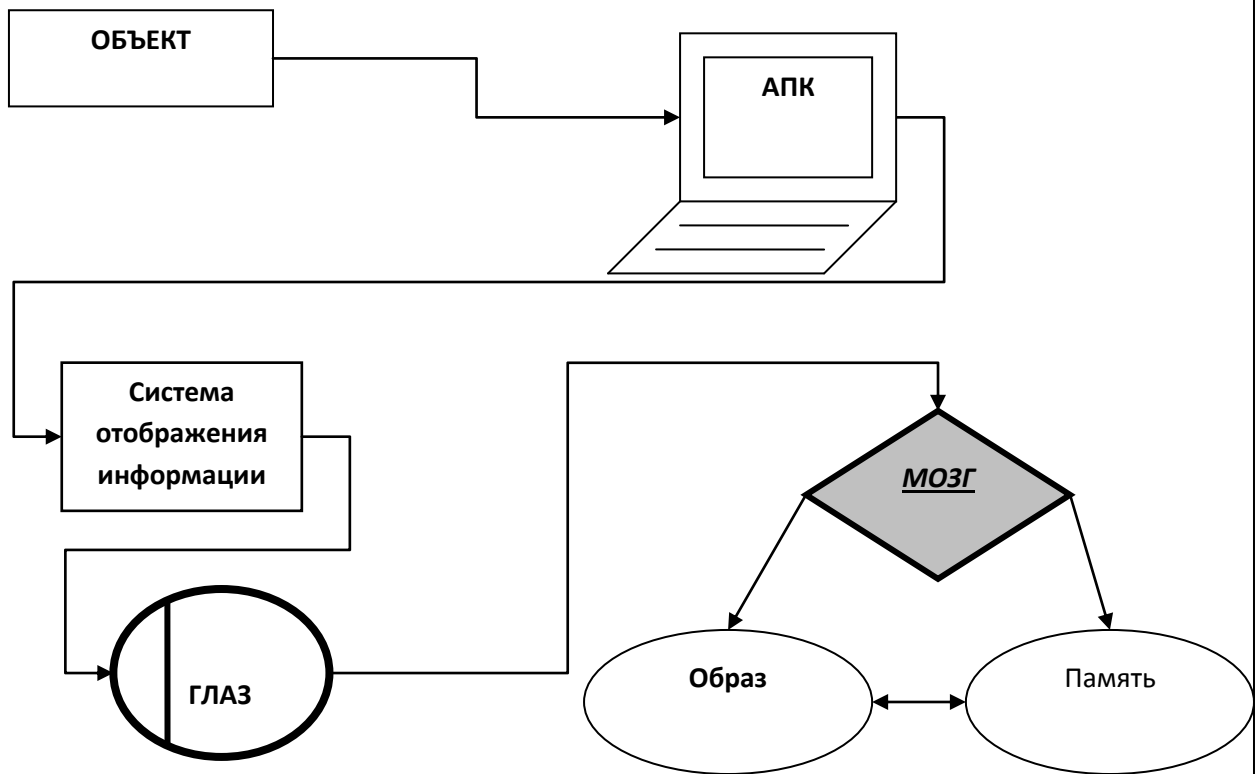 ОБЪЕКТ
АПК
Система
отображения
информации
МОЗГ
ГЛАЗ
Образ
Память